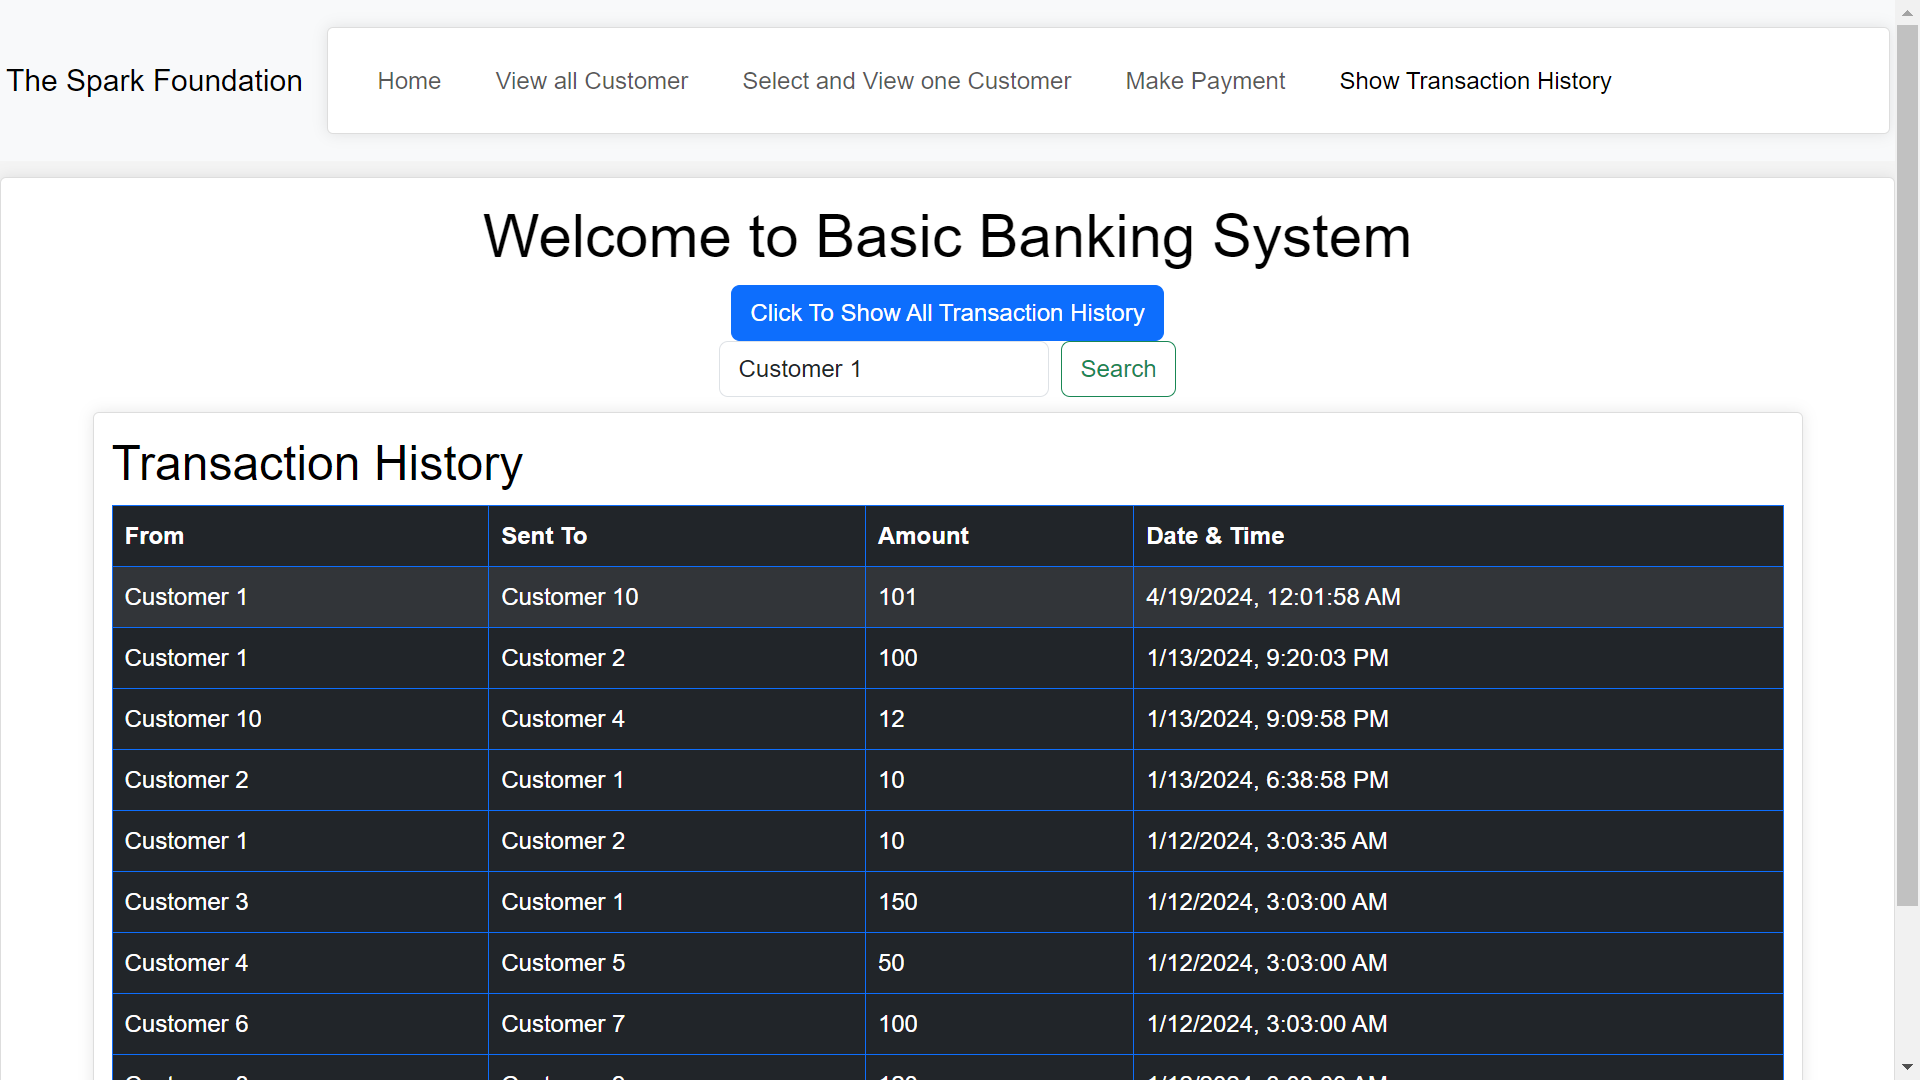 The Spark Foundation Home View all Customer Select and View one Customer Make Payment Show Transaction History
Welcome to Basic Banking System
Click To Show All Transaction History
Customer 1 Search
Transaction History
From Sent To Amount Date & Time
Customer 1 Customer 10 101 4/19/2024, 12:01:58 AM
Customer 1 Customer 2 100 1/13/2024, 9:20:03 PM
Customer 10 Customer 4 12 1/13/2024, 9:09:58 PM
Customer 2 Customer 1 10 1/13/2024, 6:38:58 PM
Customer 1 Customer 2 10 1/12/2024, 3:03:35 AM
Customer 3 Customer 1 150 1/12/2024, 3:03:00 AM
Customer 4 Customer 5 50 1/12/2024, 3:03:00 AM
Customer 6 Customer 7 100 1/12/2024, 3:03:00 AM